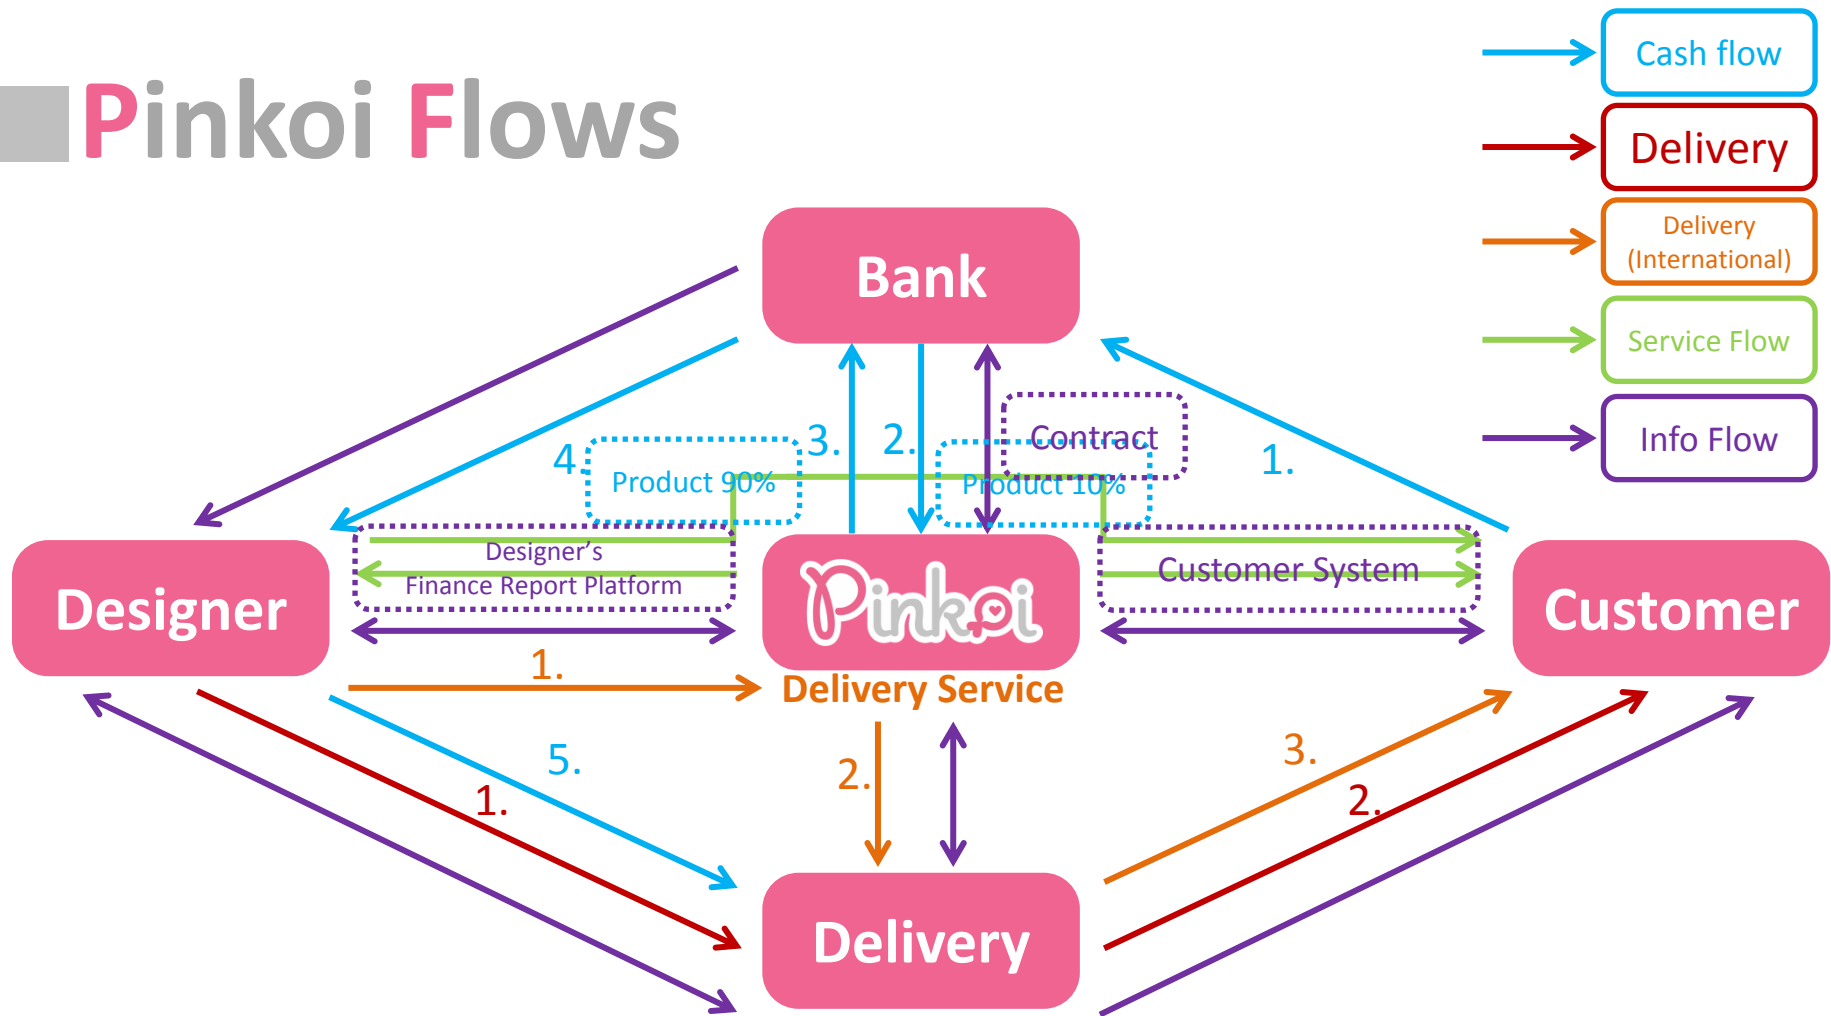 Pinkoi Flows
Cash flow
Delivery
Delivery
(International)
Service Flow
Info Flow
Bank
4.
Product 90%
3.
2.
Product 10%
Contract
1.
Designer
Designer's
Finance Report Platform
Pinkoi
Customer System
Customer
1.
Delivery Service
5.
1.
2.
3.
2.
Delivery